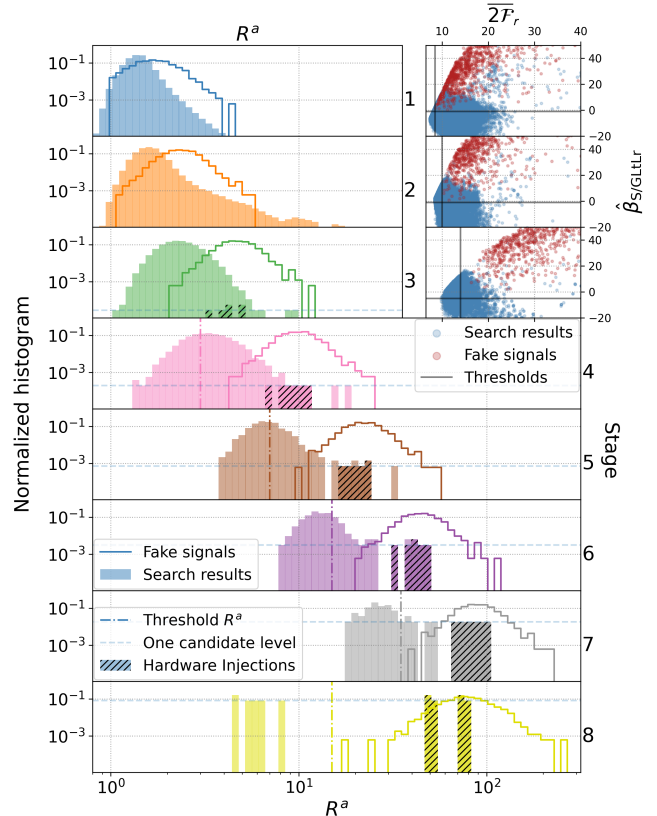 R^a
\overline{2\mathcal{F}}_r
10 20 30 40
10^{-1}
10^{-3}
1
40
20
0
−20
10^{-1}
10^{-3}
2
40
20
0
−20
\hat{\beta}_{S/GLtLr}
10^{-1}
10^{-3}
3
40
20
0
−20
10 20 30 40
Normalized histogram
10^{-1}
10^{-3}
4
Search results
Fake signals
Thresholds
Stage
10^{-1}
10^{-3}
5
10^{-1}
10^{-3}
6
Fake signals
Search results
10^{-1}
10^{-3}
7
Threshold R^a
One candidate level
Hardware Injections
10^{-1}
10^{-3}
8
10^0 10^1 10^2
R^a